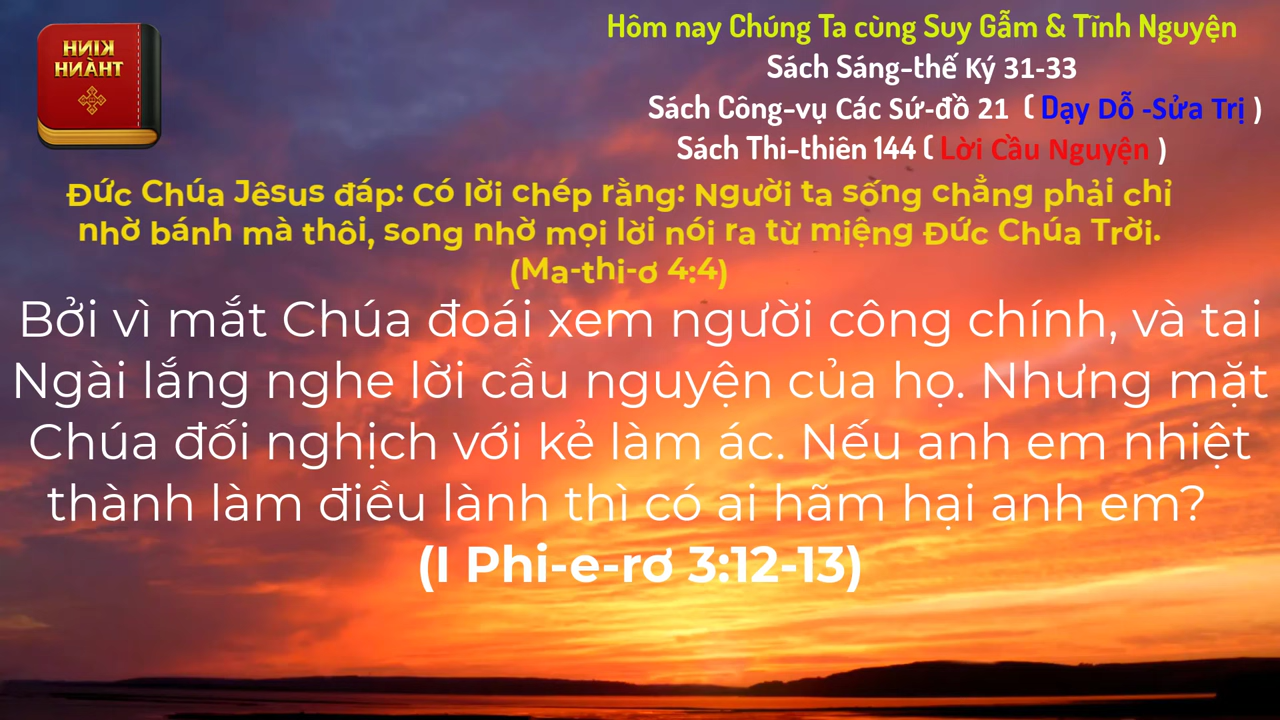 KINH
THÀNH
Hôm nay Chúng Ta cùng Suy Gẫm & Tĩnh Nguyện
Sách Sáng-thế Ký 31-33
Sách Công-vụ Các Sứ-đồ 21 ( Dạy Dỗ -Sửa Trị )
Sách Thi-thiên 144 ( Lời Cầu Nguyện )
Đức Chúa Jêsus đáp: Có lời chép rằng: Người ta sống chẳng phải chỉ
nhờ bánh mà thôi, song nhờ mọi lời nói ra từ miệng Đức Chúa Trời.
(Ma-thi-ơ 4:4)
Bởi vì mắt Chúa đoái xem người công chính, và tai
Ngài lắng nghe lời cầu nguyện của họ. Nhưng mặt
Chúa đối nghịch với kẻ làm ác. Nếu anh em nhiệt
thành làm điều lành thì có ai hãm hại anh em?
(I Phi-e-rơ 3:12-13)